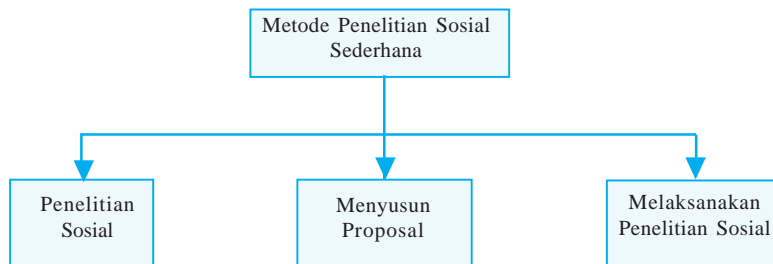 Metode Penelitian Sosial
Sederhana
Penelitian
Sosial
Menyusun
Proposal
Melaksanakan
Penelitian Sosial